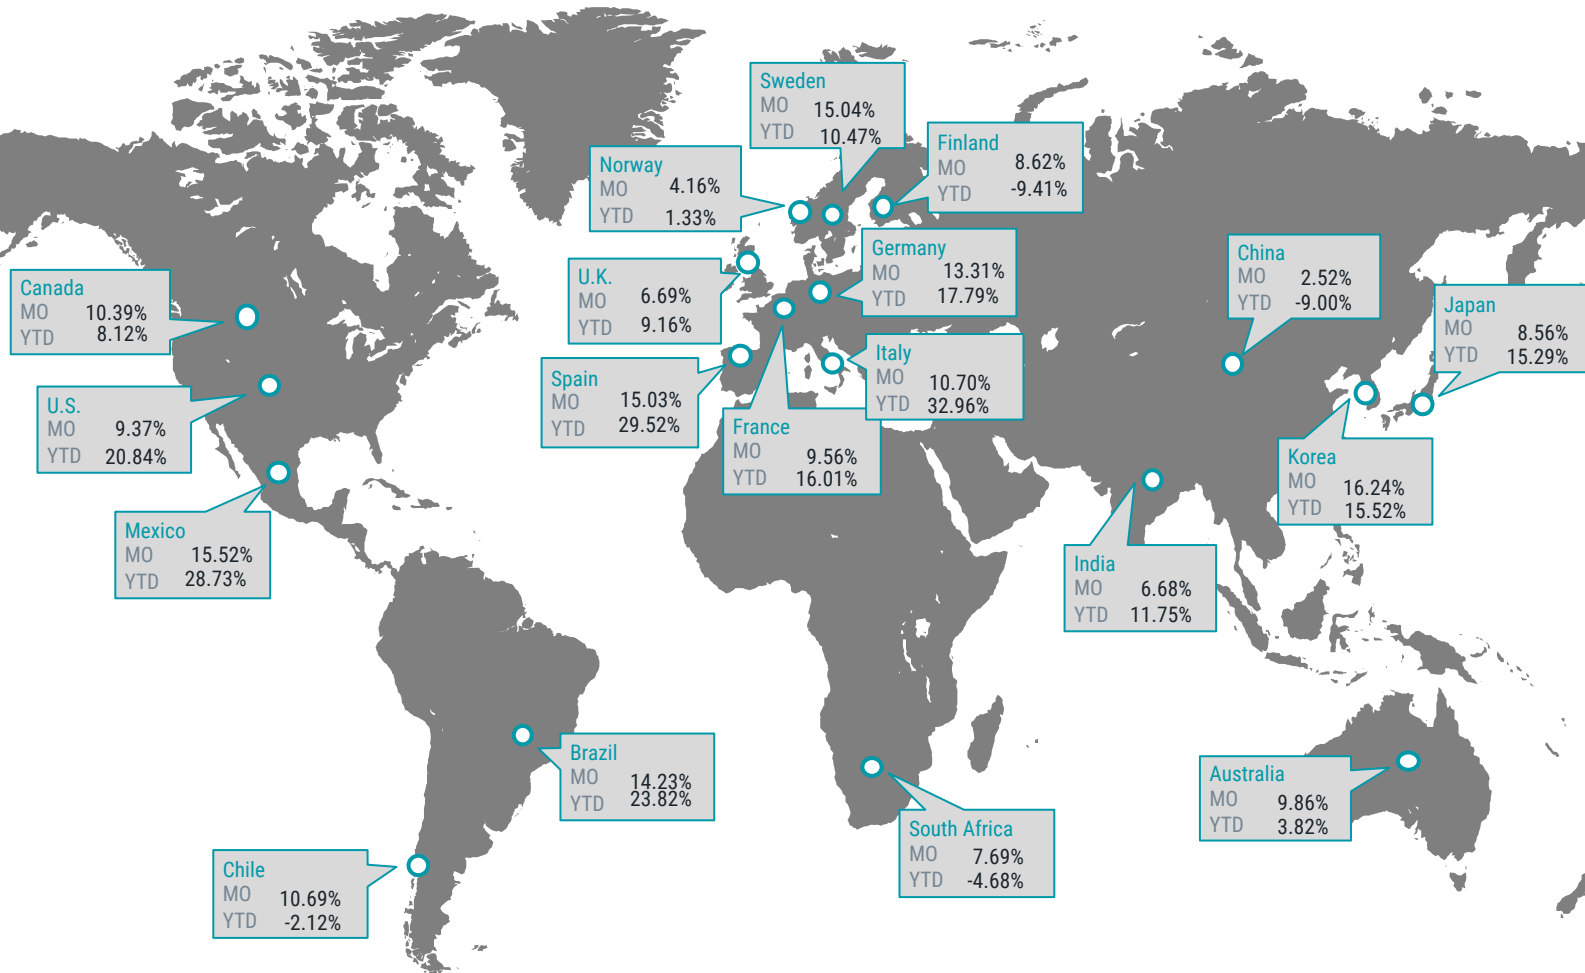 Sweden
MO 15.04%
YTD 10.47%
Finland
MO 8.62%
YTD -9.41%
Norway
MO 4.16%
YTD 1.33%
Germany
MO 13.31%
YTD 17.79%
China
MO 2.52%
YTD -9.00%
U.K.
MO 6.69%
YTD 9.16%
Canada
MO 10.39%
YTD 8.12%
Japan
MO 8.56%
YTD 15.29%
Italy
MO 10.70%
YTD 32.96%
Spain
MO 15.03%
YTD 29.52%
U.S.
MO 9.37%
YTD 20.84%
France
MO 9.56%
YTD 16.01%
Korea
MO 16.24%
YTD 15.52%
Mexico
MO 15.52%
YTD 28.73%
India
MO 6.68%
YTD 11.75%
Brazil
MO 14.23%
YTD 23.82%
Australia
MO 9.86%
YTD 3.82%
South Africa
MO 7.69%
YTD -4.68%
Chile
MO 10.69%
YTD -2.12%